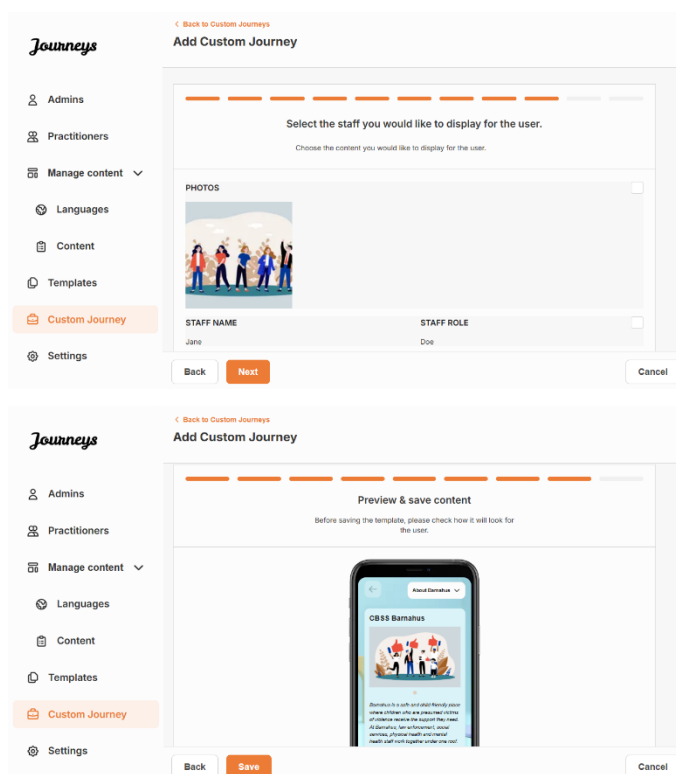 Back to Custom Journeys
Journeys
Add Custom Journey
Admins
Practitioners
Manage content
Languages
Content
Templates
Custom Journey
Settings
Select the staff you would like to display for the user.
Choose the content you would like to display for the user.
PHOTOS
STAFF NAME STAFF ROLE
Jane Doe
Back Next Cancel
Back to Custom Journeys
Journeys
Add Custom Journey
Admins
Practitioners
Manage content
Languages
Content
Templates
Custom Journey
Settings
Preview & save content
Before saving the template, please check how it will look for
the user.
About Barnahus
CBSS Barnahus
Barnahus is a safe and child-friendly place
where children who are presumed victims
of violence receive the support they need.
At Barnahus, law enforcement, social
services, physical health and mental
health staff work together under one roof.
Back Save Cancel